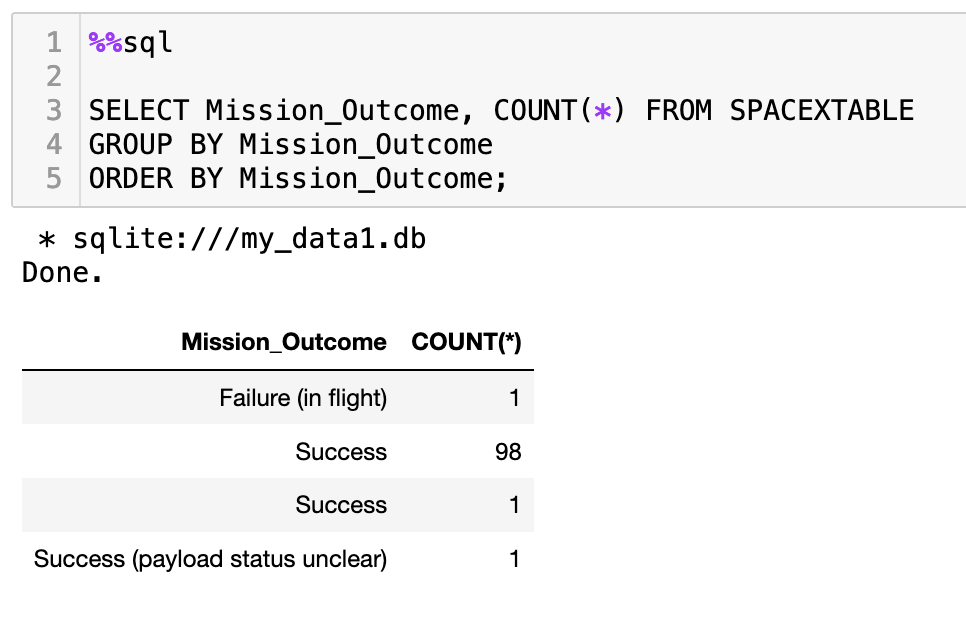 1 %%sql
2
3 SELECT Mission_Outcome, COUNT(*) FROM SPACEXTABLE
4 GROUP BY Mission_Outcome
5 ORDER BY Mission_Outcome;
* sqlite:///my_data1.db
Done.
Mission_Outcome COUNT(*)
Failure (in flight) 1
Success 98
Success 1
Success (payload status unclear) 1